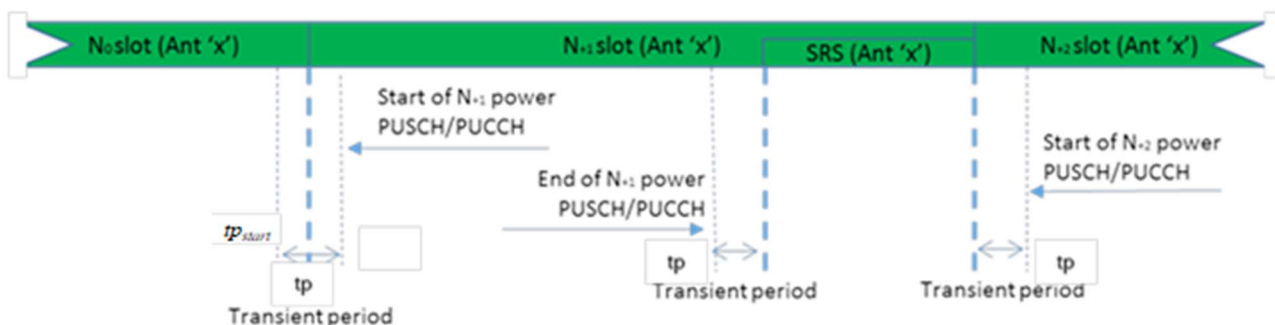 N₀ slot (Ant ‘x’)
N₊₁ slot (Ant ‘x’)
SRS (Ant ‘x’)
N₊₂ slot (Ant ‘x’)
Start of N₊₁ power
PUSCH/PUCCH
Start of N₊₂ power
PUSCH/PUCCH
End of N₊₁ power
PUSCH/PUCCH
tpstart
tp
Transient period
tp
Transient period
tp
Transient period